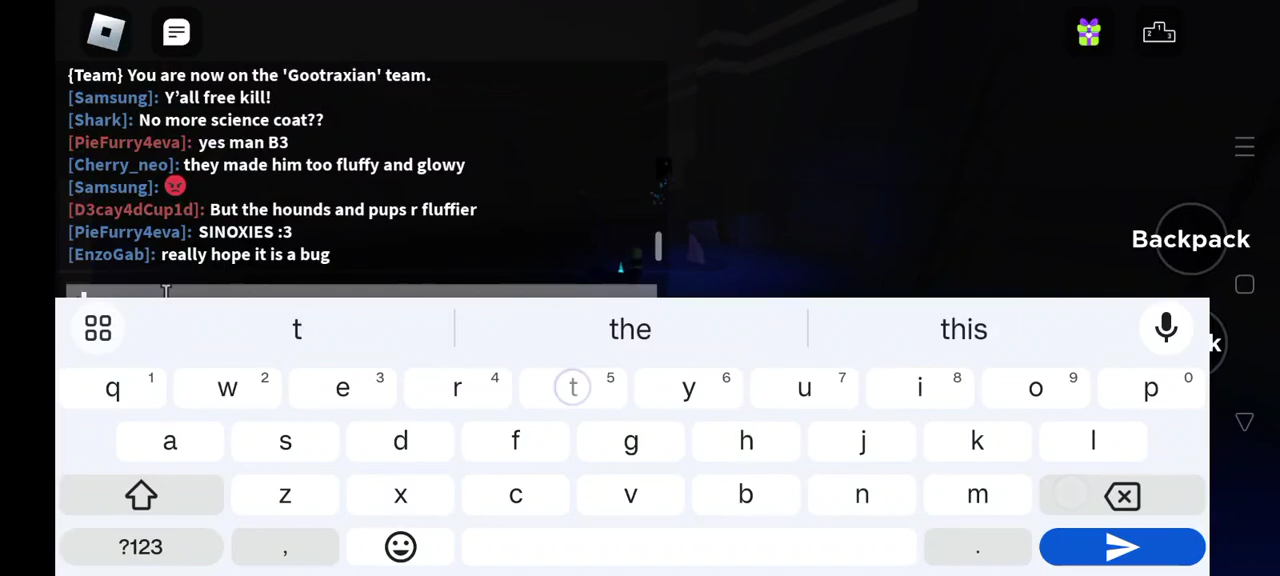 {Team} You are now on the 'Gootraxian' team.
[Samsung]: Y'all free kill!
[Shark]: No more science coat??
[PieFurry4eva]: yes man B3
[Cherry_neo]: they made him too fluffy and glowy
[Samsung]: 😡
[D3cay4dCup1d]: But the hounds and pups r fluffier
[PieFurry4eva]: SINOXIES :3
[EnzoGab]: really hope it is a bug
Backpack
k
t the this
q 1 w 2 e 3 r 4 t 5 y 6 u 7 i 8 o 9 p 0
a s d f g h j k l
z x c v b n m
?123 , .